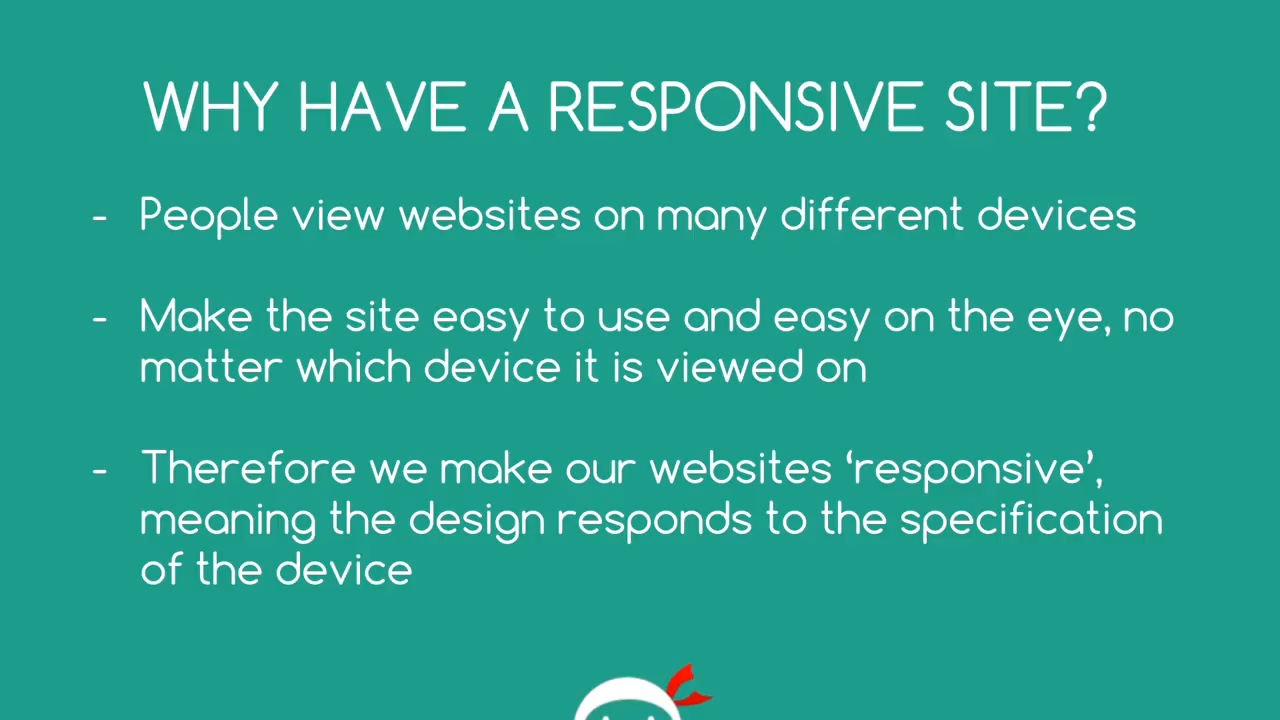 WHY HAVE A RESPONSIVE SITE?
- People view websites on many different devices
- Make the site easy to use and easy on the eye, no
matter which device it is viewed on
- Therefore we make our websites ‘responsive’,
meaning the design responds to the specification
of the device